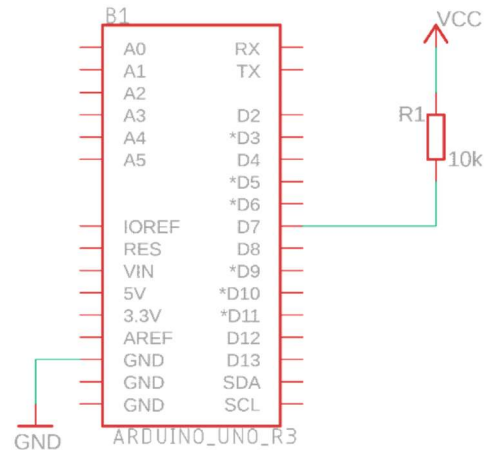 B1
VCC
A0 RX
A1 TX
A2
A3 D2
R1
A4 *D3
A5 D4
10k
*D5
*D6
IOREF D7
RES D8
VIN *D9
5V *D10
3.3V *D11
AREF D12
GND D13
GND SDA
GND SCL
GND
ARDUINO_UNO_R3